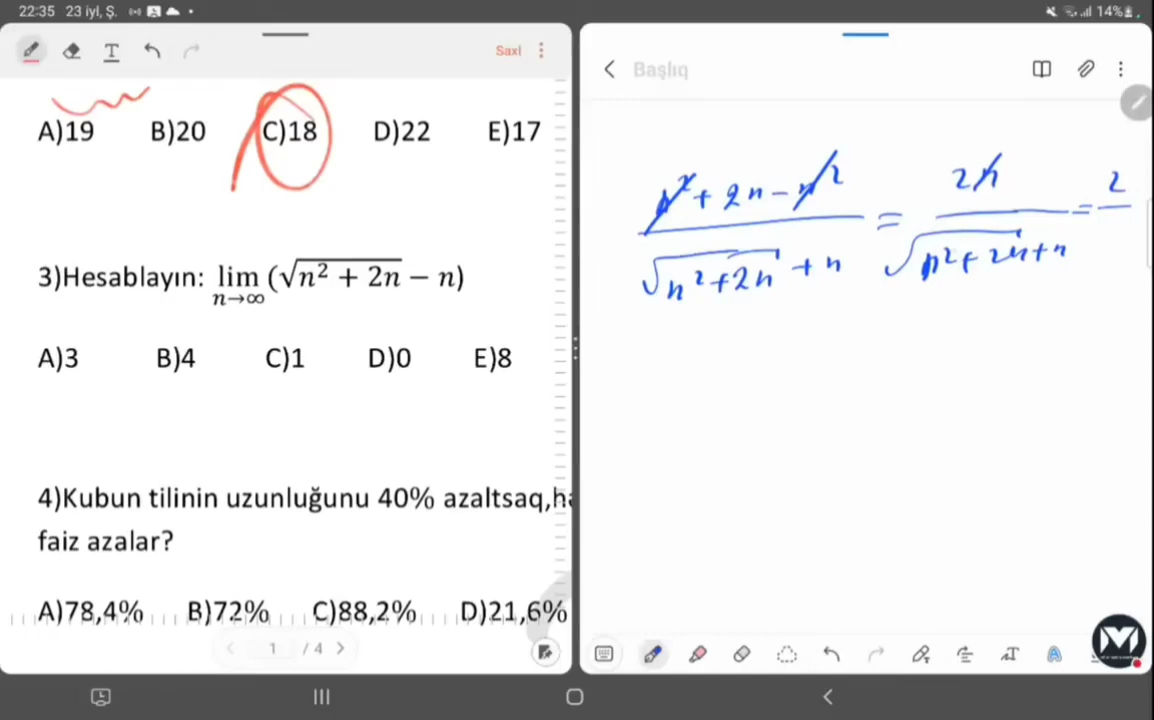 22:35 23 iyl, Ş.
14%
Saxl
Başlıq
A)19 B)20 C)18 D)22 E)17
3)Hesablayın: lim n→∞ (√n² + 2n − n)
A)3 B)4 C)1 D)0 E)8
4)Kubun tilinin uzunluğunu 40% azaltsaq,hə
faiz azalar?
A)78,4% B)72% C)88,2% D)21,6%
1 / 4
n² + 2n − n² / √n² + 2n + n = 2n / √n² + 2n + n = 2